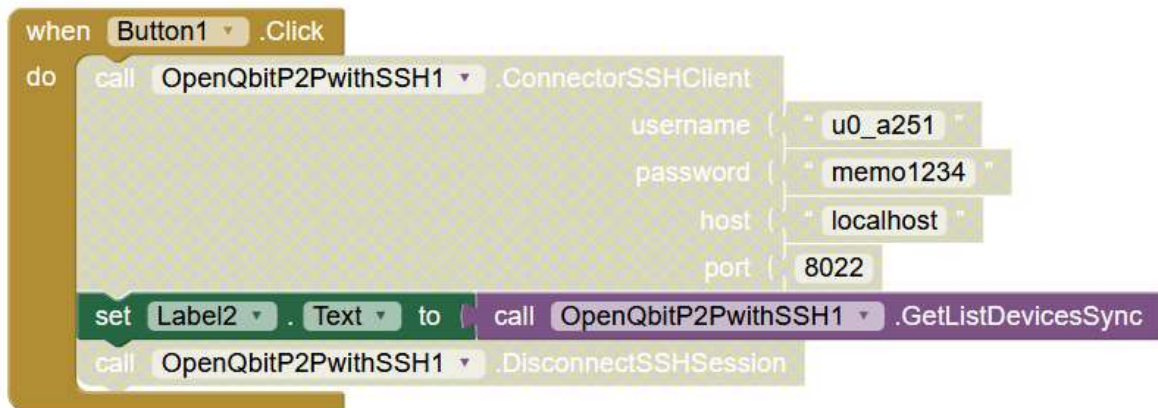 when Button1 .Click
do call OpenQbitP2PwithSSH1 .ConnectorSSHClient
username " u0_a251 "
password " memo1234 "
host " localhost "
port 8022
set Label2 . Text to call OpenQbitP2PwithSSH1 .GetListDevicesSync
call OpenQbitP2PwithSSH1 .DisconnectSSHSession